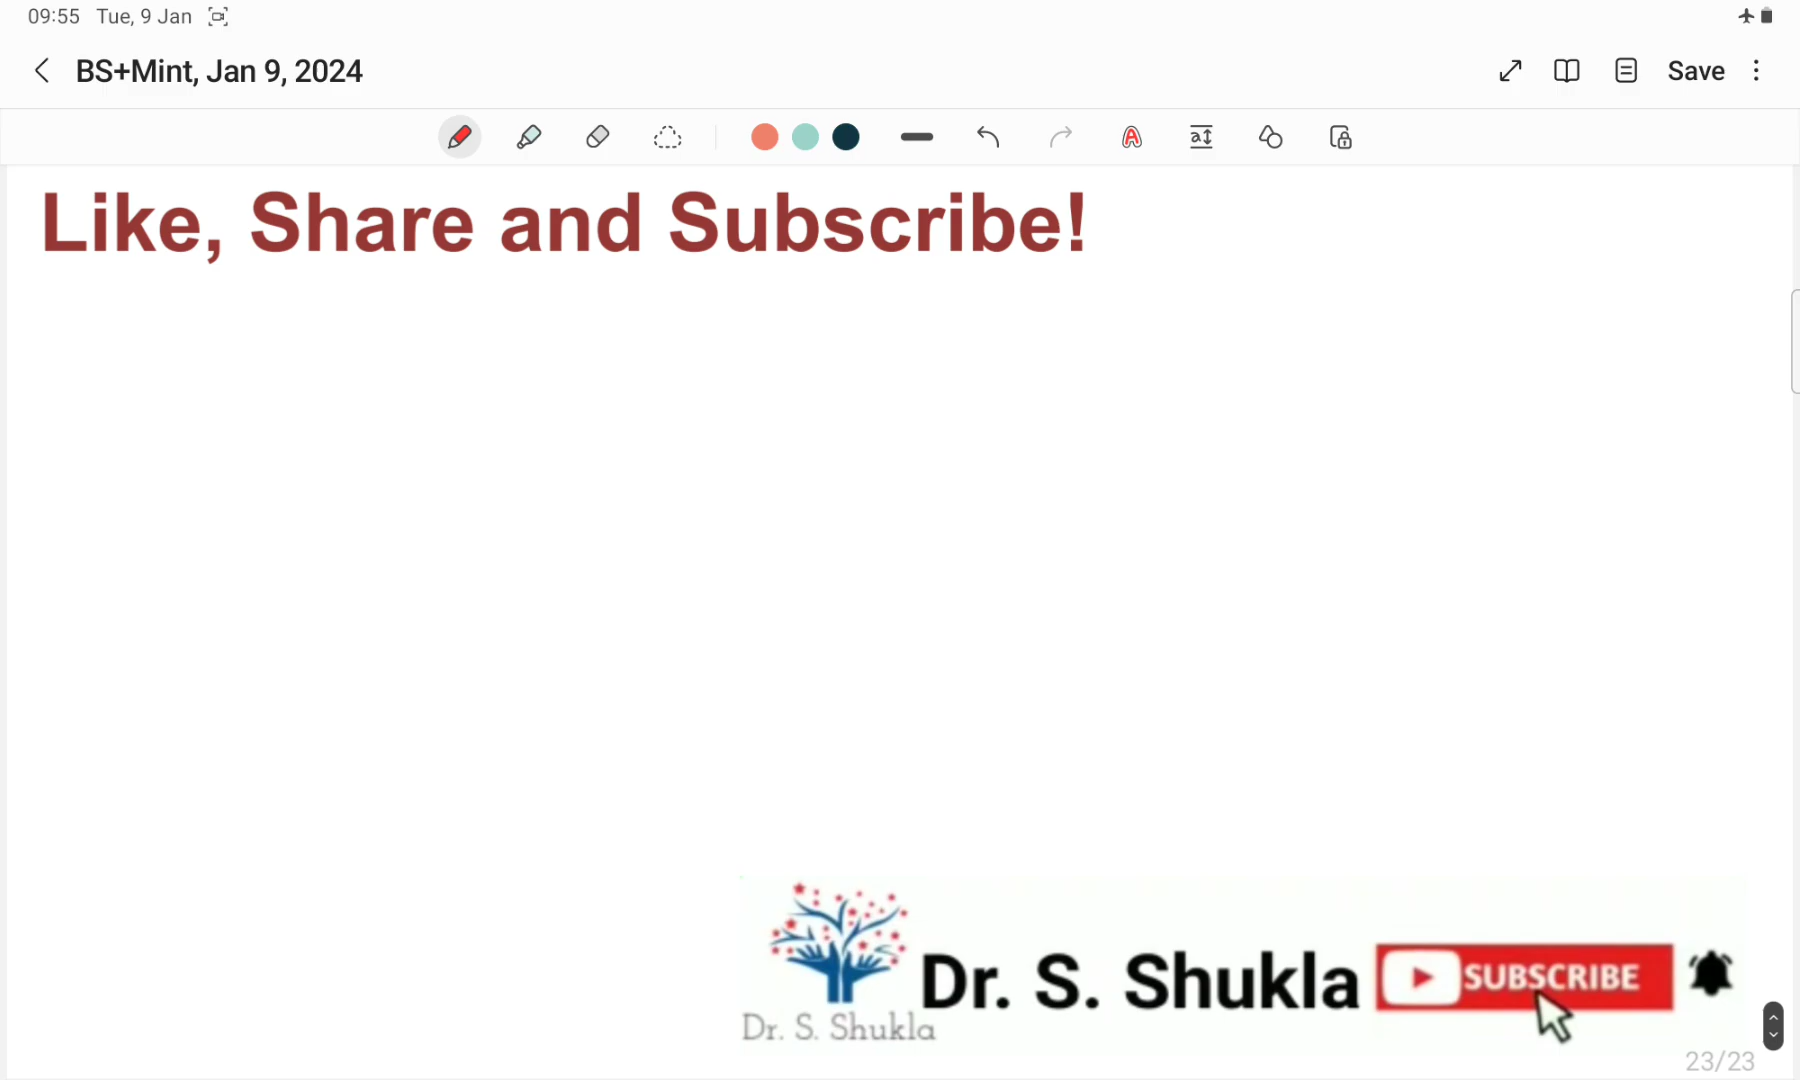 09:55 Tue, 9 Jan
BS+Mint, Jan 9, 2024
Save
A
a
Like, Share and Subscribe!
Dr. S. Shukla
SUBSCRIBE
Dr. S. Shukla
23/23